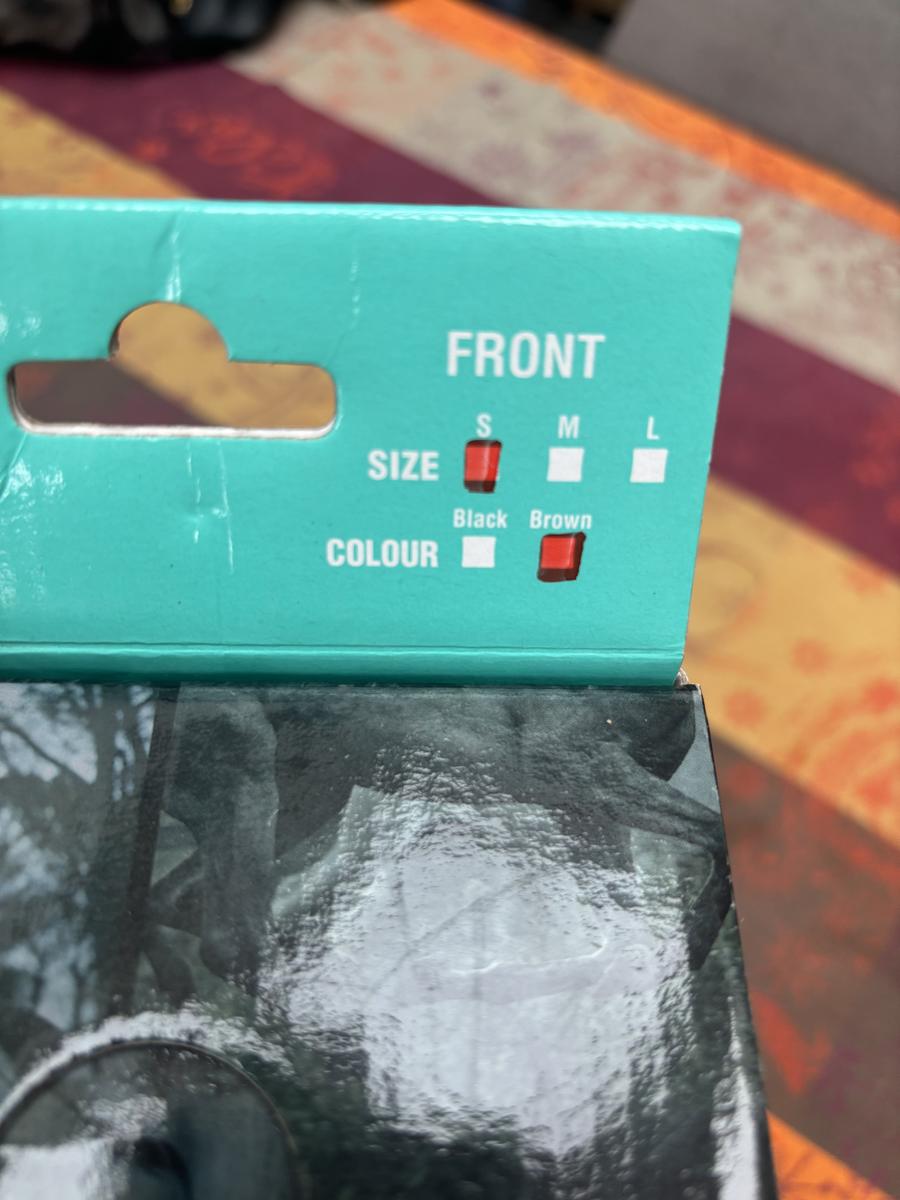 FRONT
S M L
SIZE
Black Brown
COLOUR